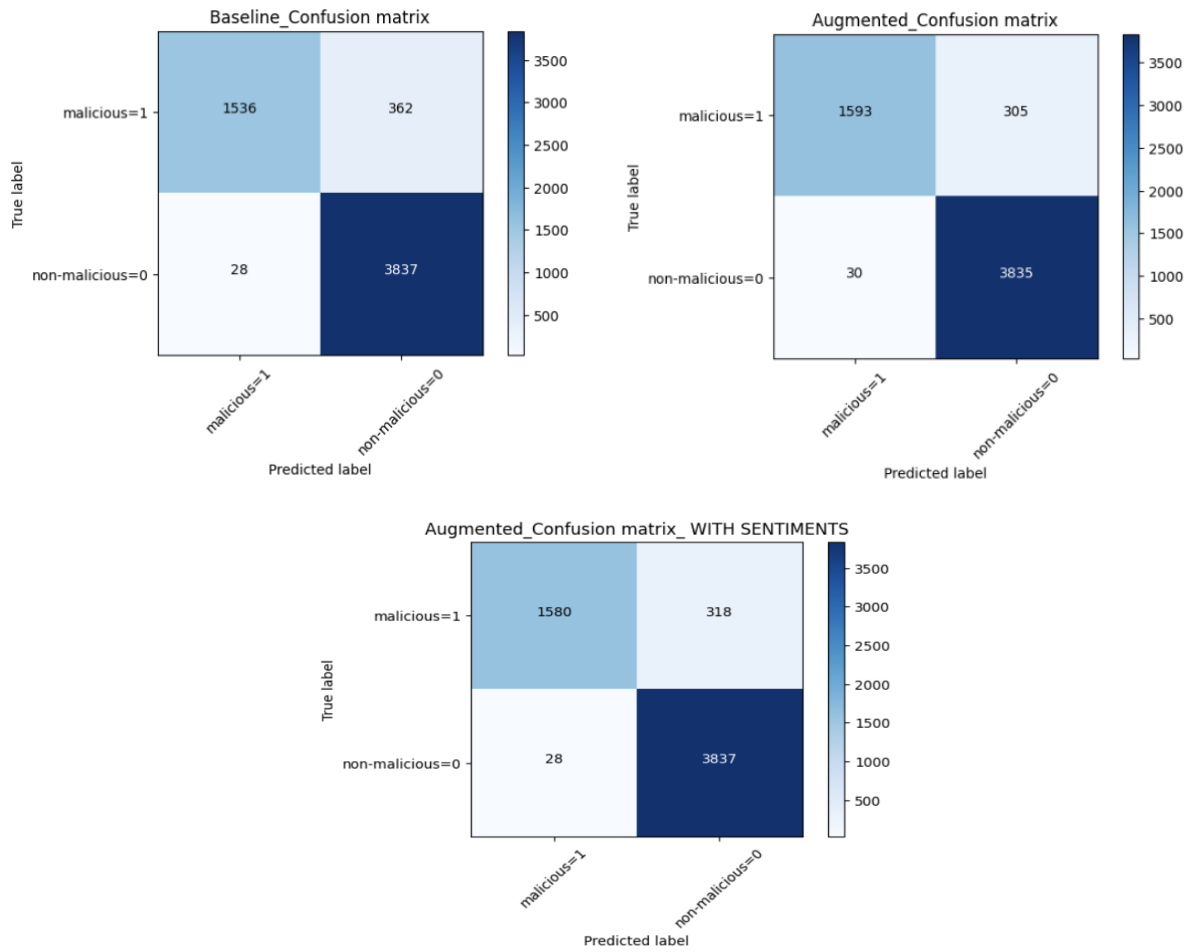 Baseline_Confusion matrix
True label
malicious=1
non-malicious=0
1536
362
28
3837
3500
3000
2500
2000
1500
1000
500
malicious=1
non-malicious=0
Predicted label
Augmented_Confusion matrix
True label
malicious=1
non-malicious=0
1593
305
30
3835
3500
3000
2500
2000
1500
1000
500
malicious=1
non-malicious=0
Predicted label
Augmented_Confusion matrix_ WITH SENTIMENTS
True label
malicious=1
non-malicious=0
1580
318
28
3837
3500
3000
2500
2000
1500
1000
500
malicious=1
non-malicious=0
Predicted label